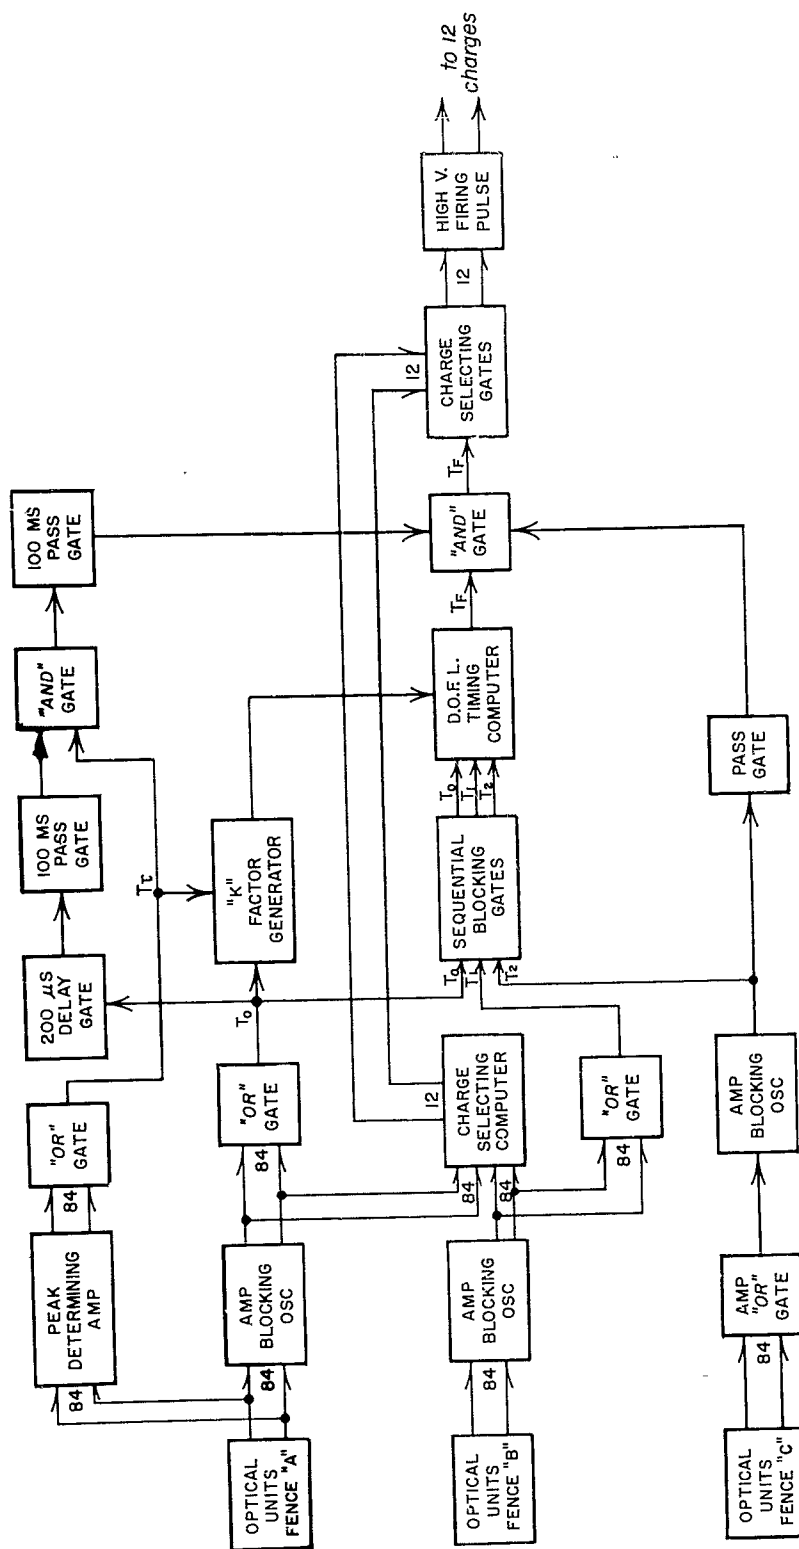 OPTICAL
UNITS
FENCE "A"
84
84
PEAK
DETERMINING
AMP
84
"OR"
GATE
AMP
BLOCKING
OSC
84
"OR"
GATE
T₀
200 μS
DELAY
GATE
100 MS
PASS
GATE
Tτ
"AND"
GATE
100 MS
PASS
GATE
"K"
FACTOR
GENERATOR
OPTICAL
UNITS
FENCE "B"
84
AMP
BLOCKING
OSC
84
84
CHARGE
SELECTING
COMPUTER
12
84
"OR"
GATE
T₀
T₁
T₂
SEQUENTIAL
BLOCKING
GATES
T₀
T₁
T₂
D.O.F.L.
TIMING
COMPUTER
T_F
"AND"
GATE
T_F
12
CHARGE
SELECTING
GATES
12
HIGH V.
FIRING
PULSE
to 12
charges
OPTICAL
UNITS
FENCE "C"
84
AMP
"OR"
GATE
AMP
BLOCKING
OSC
PASS
GATE